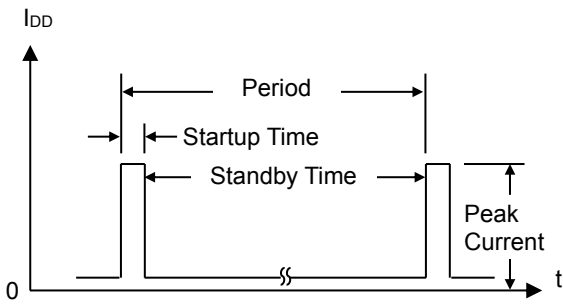 IDD
Period
Startup Time
Standby Time
Peak
Current
0
t